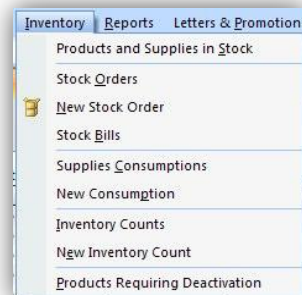 Inventory Reports Letters & Promotion
Products and Supplies in Stock
Stock Orders
New Stock Order
Stock Bills
Supplies Consumptions
New Consumption
Inventory Counts
New Inventory Count
Products Requiring Deactivation